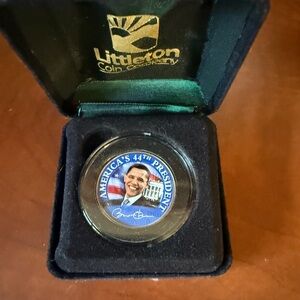 Littleton
Coin Company
AMERICA'S 44TH PRESIDENT